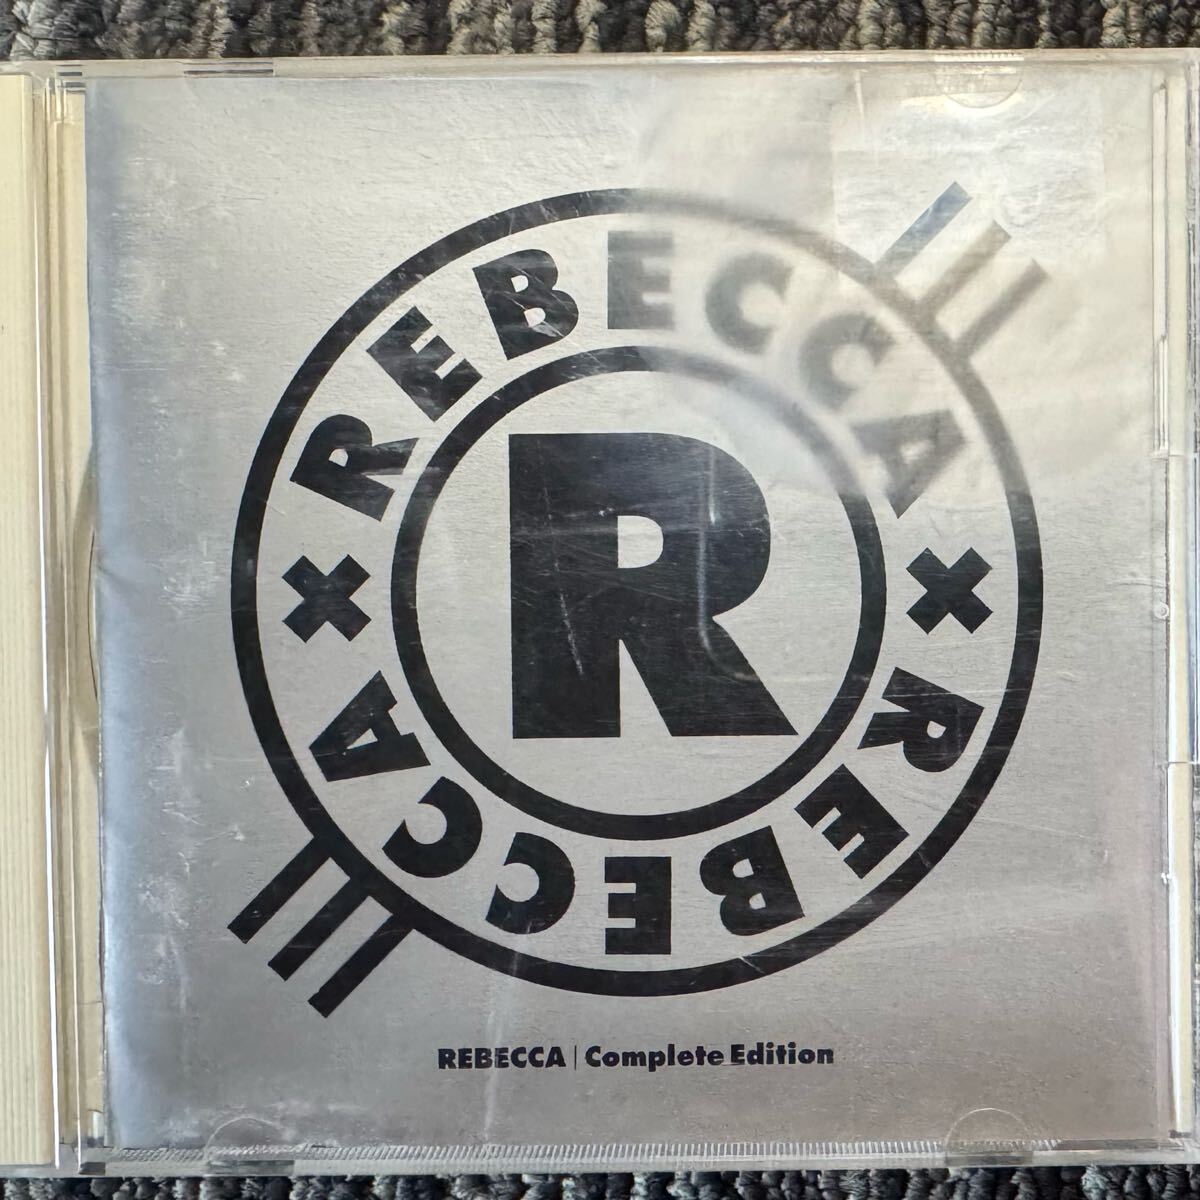 REBECCA × REBECCA ×
R
REBECCA | Complete Edition